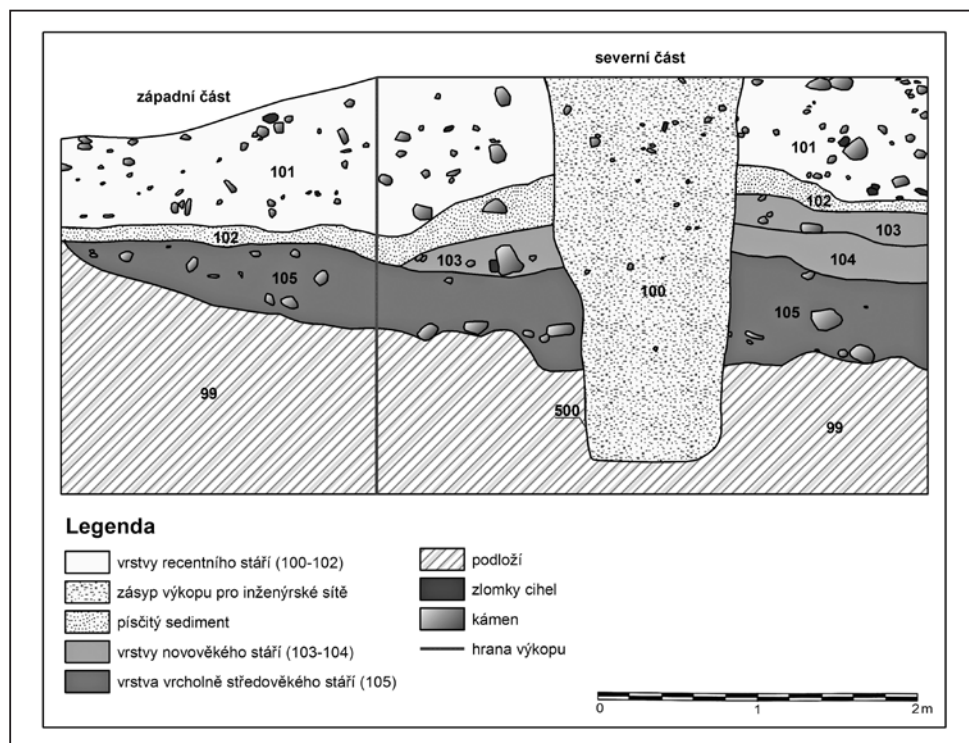 severní část
západní část
101
101
102
102
103
103
104
105
100
105
99
500
99
Legenda
vrstvy recentního stáří (100-102)
zásyp výkopu pro inženýrské sítě
písčitý sediment
vrstvy novověkého stáří (103-104)
vrstva vrcholně středověkého stáří (105)
podloží
zlomky cihel
kámen
hrana výkopu
0 1 2 m